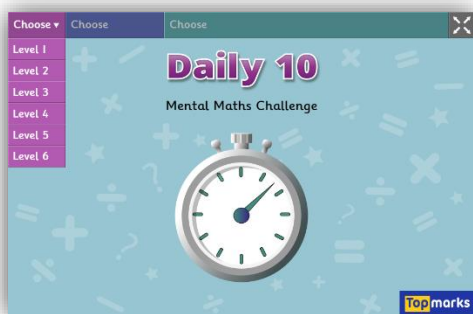 Choose ▾ Choose Choose
Level 1
Level 2
Level 3
Level 4
Level 5
Level 6
Daily 10
Mental Maths Challenge
Topmarks